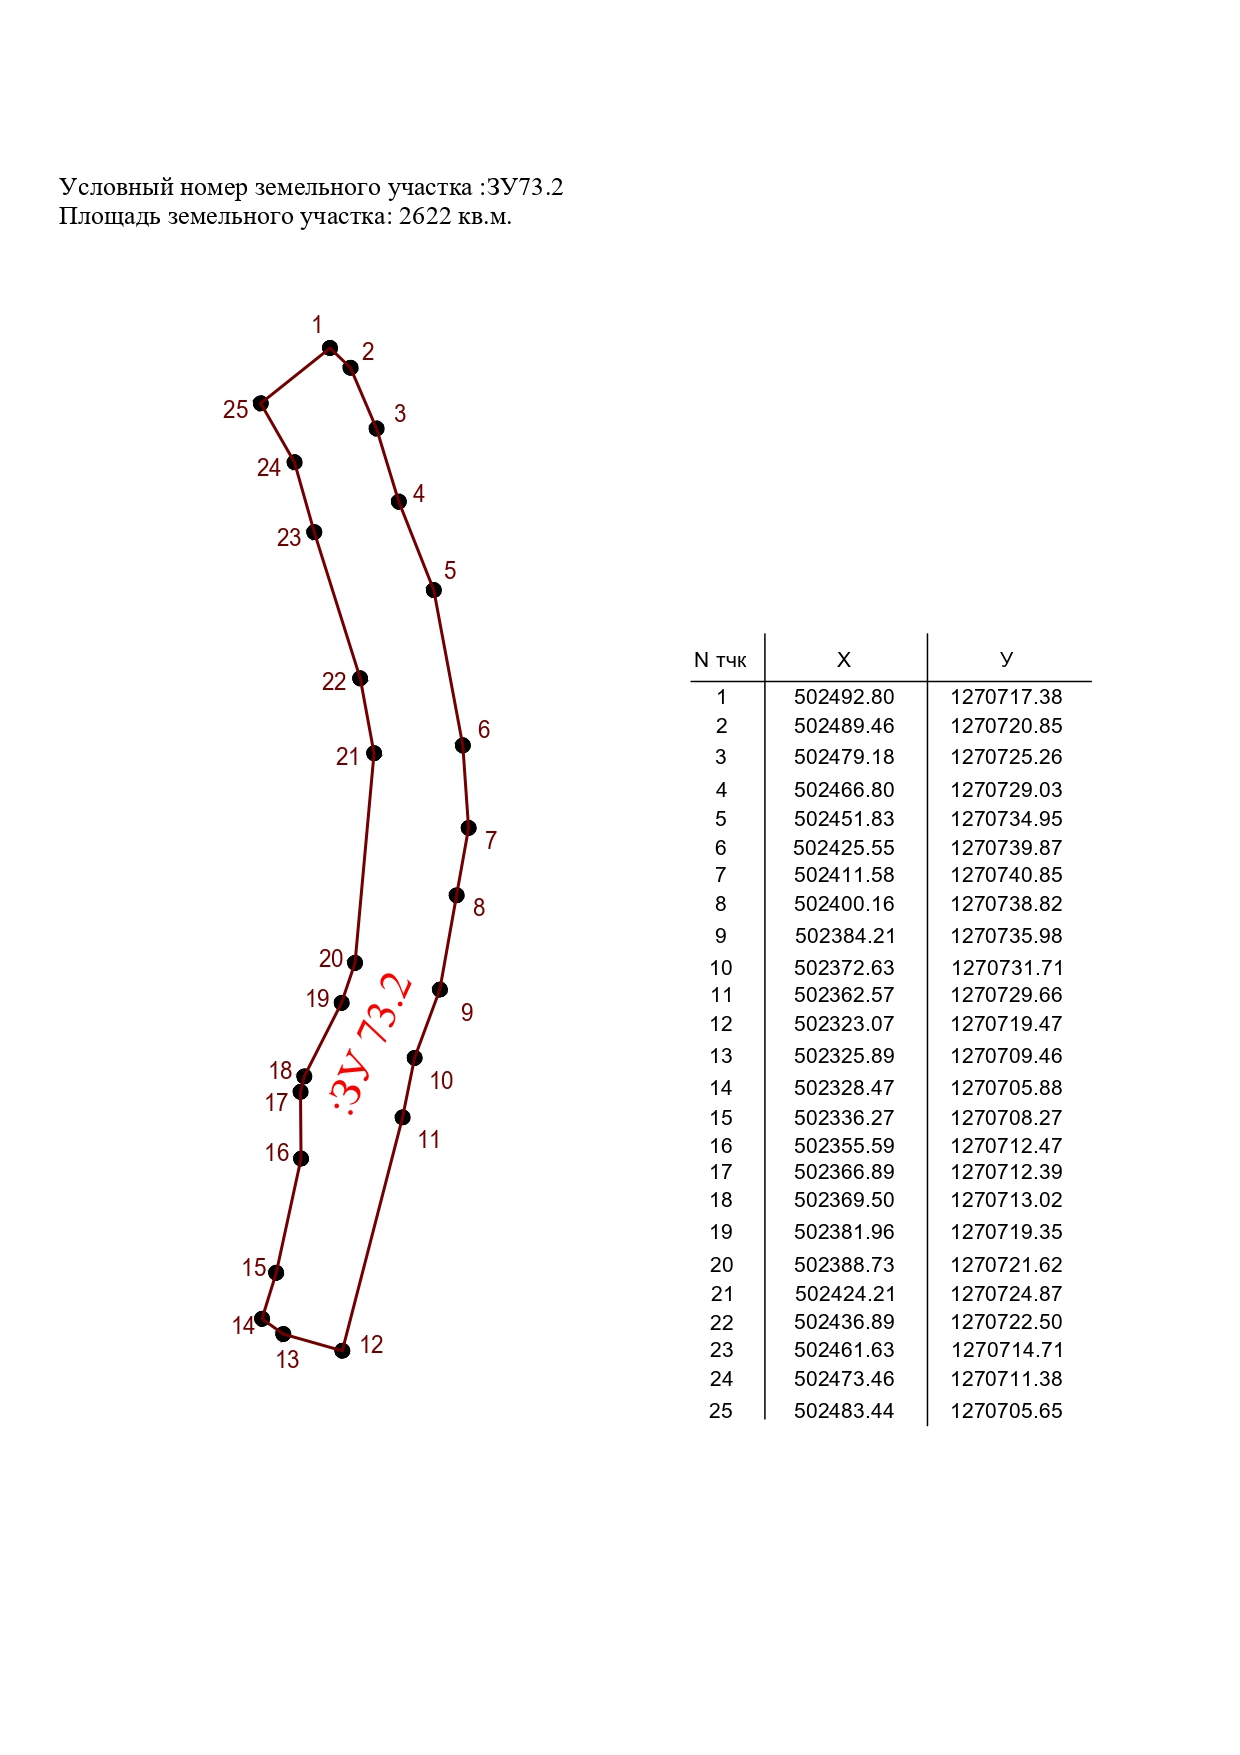 Условный номер земельного участка :ЗУ73.2
Площадь земельного участка: 2622 кв.м.
1
2
25
3
24
4
23
5
22
6
21
7
8
20
19
9
:ЗУ 73.2
18
10
17
11
16
15
14
12
13
N тчк X У
1 502492.80 1270717.38
2 502489.46 1270720.85
3 502479.18 1270725.26
4 502466.80 1270729.03
5 502451.83 1270734.95
6 502425.55 1270739.87
7 502411.58 1270740.85
8 502400.16 1270738.82
9 502384.21 1270735.98
10 502372.63 1270731.71
11 502362.57 1270729.66
12 502323.07 1270719.47
13 502325.89 1270709.46
14 502328.47 1270705.88
15 502336.27 1270708.27
16 502355.59 1270712.47
17 502366.89 1270712.39
18 502369.50 1270713.02
19 502381.96 1270719.35
20 502388.73 1270721.62
21 502424.21 1270724.87
22 502436.89 1270722.50
23 502461.63 1270714.71
24 502473.46 1270711.38
25 502483.44 1270705.65